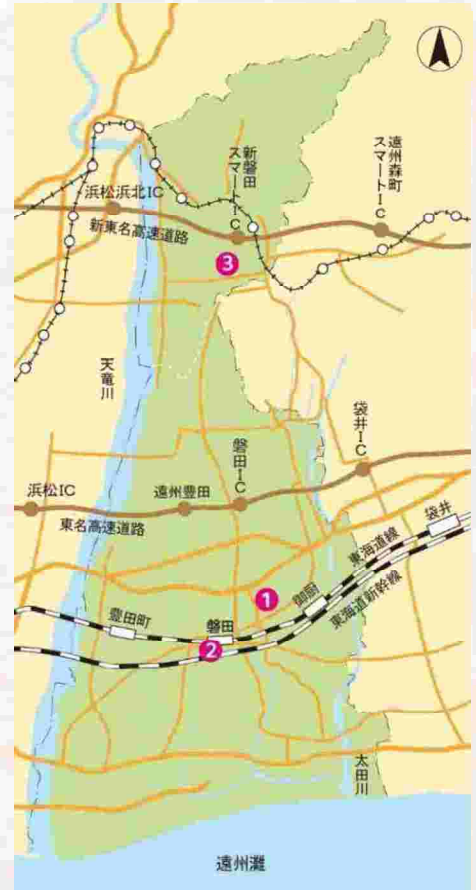 新磐田
スマートIC
遠州森町
スマートIC
浜松浜北IC
新東名高速道路
3
天竜川
袋井IC
磐田IC
浜松IC
遠州豊田
東名高速道路
袋井
東海道線
御厨
東海道新幹線
1
豊田町
磐田
2
太田川
遠州灘